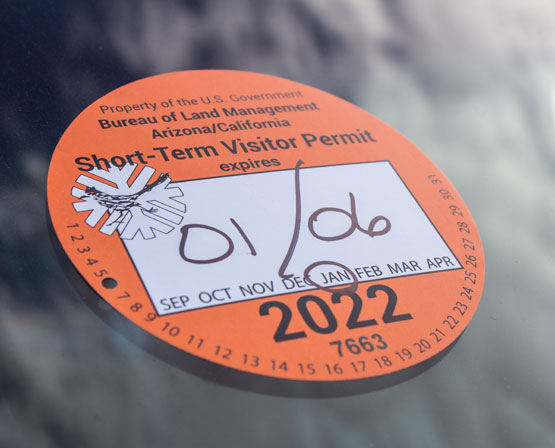 Property of the U.S. Government
Bureau of Land Management
Arizona/California
Short-Term Visitor Permit
expires
01/06
SEP OCT NOV DEC JAN FEB MAR APR
2022
7663
1 2 3 4 5 7 8 9 10 11 12 13 14 15 16 17 18 19 20 21 22 23 24 25 26 27 28 29 30 31